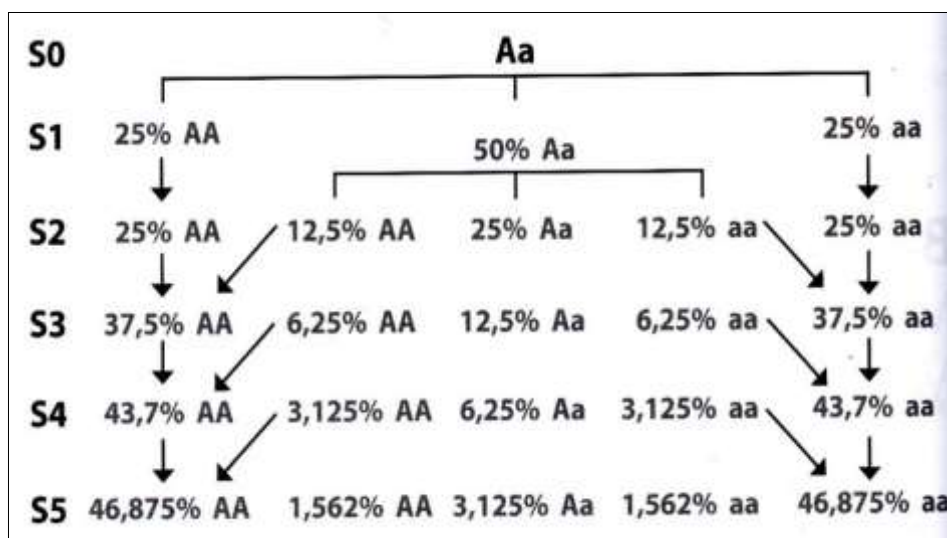 S0 Aa
S1 25% AA 50% Aa 25% aa
S2 25% AA 12,5% AA 25% Aa 12,5% aa 25% aa
S3 37,5% AA 6,25% AA 12,5% Aa 6,25% aa 37,5% aa
S4 43,7% AA 3,125% AA 6,25% Aa 3,125% aa 43,7% aa
S5 46,875% AA 1,562% AA 3,125% Aa 1,562% aa 46,875% aa